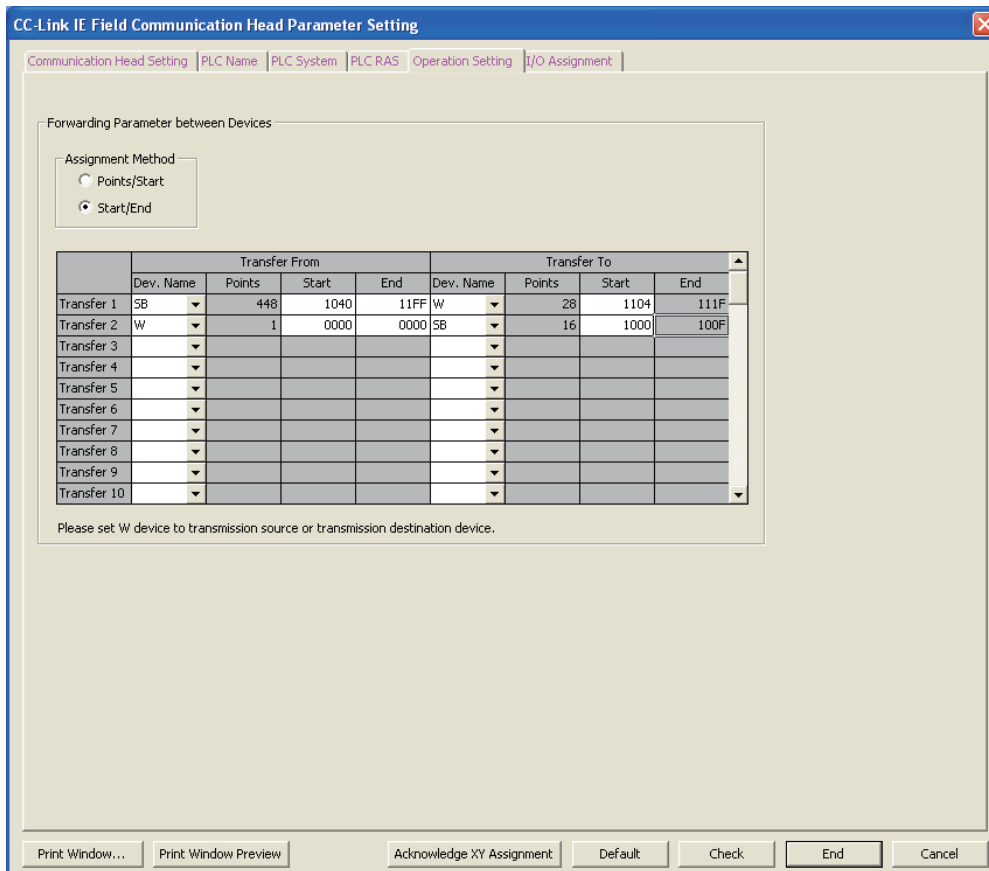 CC-Link IE Field Communication Head Parameter Setting
Communication Head Setting PLC Name PLC System PLC RAS Operation Setting I/O Assignment
Forwarding Parameter between Devices
Assignment Method
Points/Start
Start/End
Transfer From Transfer To
Dev. Name Points Start End Dev. Name Points Start End
Transfer 1 SB 448 1040 11FF W 28 1104 111F
Transfer 2 W 1 0000 0000 SB 16 1000 100F
Transfer 3
Transfer 4
Transfer 5
Transfer 6
Transfer 7
Transfer 8
Transfer 9
Transfer 10
Please set W device to transmission source or transmission destination device.
Print Window... Print Window Preview Acknowledge XY Assignment Default Check End Cancel